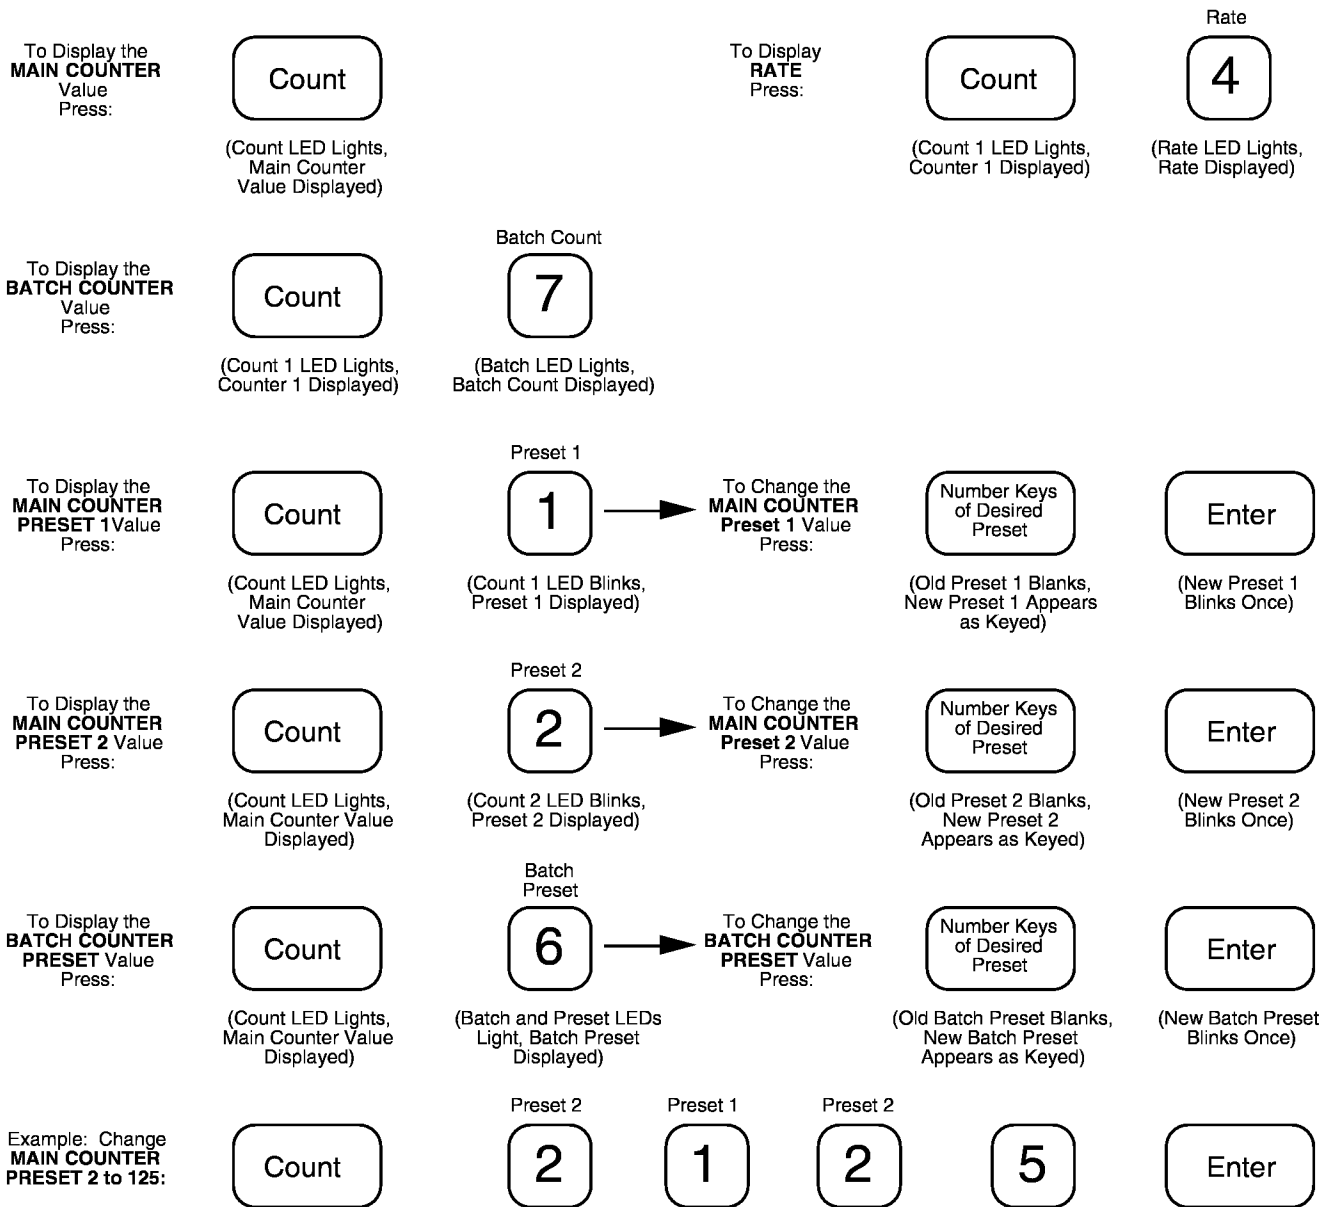 To Display the
MAIN COUNTER
Value
Press:
Count
(Count LED Lights,
Main Counter
Value Displayed)
To Display
RATE
Press:
Count
(Count 1 LED Lights,
Counter 1 Displayed)
Rate
4
(Rate LED Lights,
Rate Displayed)
To Display the
BATCH COUNTER
Value
Press:
Count
(Count 1 LED Lights,
Counter 1 Displayed)
Batch Count
7
(Batch LED Lights,
Batch Count Displayed)
To Display the
MAIN COUNTER
PRESET 1 Value
Press:
Count
(Count LED Lights,
Main Counter
Value Displayed)
Preset 1
1
(Count 1 LED Blinks,
Preset 1 Displayed)
To Change the
MAIN COUNTER
Preset 1 Value
Press:
Number Keys
of Desired
Preset
(Old Preset 1 Blanks,
New Preset 1 Appears
as Keyed)
Enter
(New Preset 1
Blinks Once)
To Display the
MAIN COUNTER
PRESET 2 Value
Press:
Count
(Count LED Lights,
Main Counter Value
Displayed)
Preset 2
2
(Count 2 LED Blinks,
Preset 2 Displayed)
To Change the
MAIN COUNTER
Preset 2 Value
Press:
Number Keys
of Desired
Preset
(Old Preset 2 Blanks,
New Preset 2
Appears as Keyed)
Enter
(New Preset 2
Blinks Once)
To Display the
BATCH COUNTER
PRESET Value
Press:
Count
(Count LED Lights,
Main Counter Value
Displayed)
Batch
Preset
6
(Batch and Preset LEDs
Light, Batch Preset
Displayed)
To Change the
BATCH COUNTER
PRESET Value
Press:
Number Keys
of Desired
Preset
(Old Batch Preset Blanks,
New Batch Preset
Appears as Keyed)
Enter
(New Batch Preset
Blinks Once)
Example: Change
MAIN COUNTER
PRESET 2 to 125:
Count
Preset 2
2
Preset 1
1
Preset 2
2
5
Enter